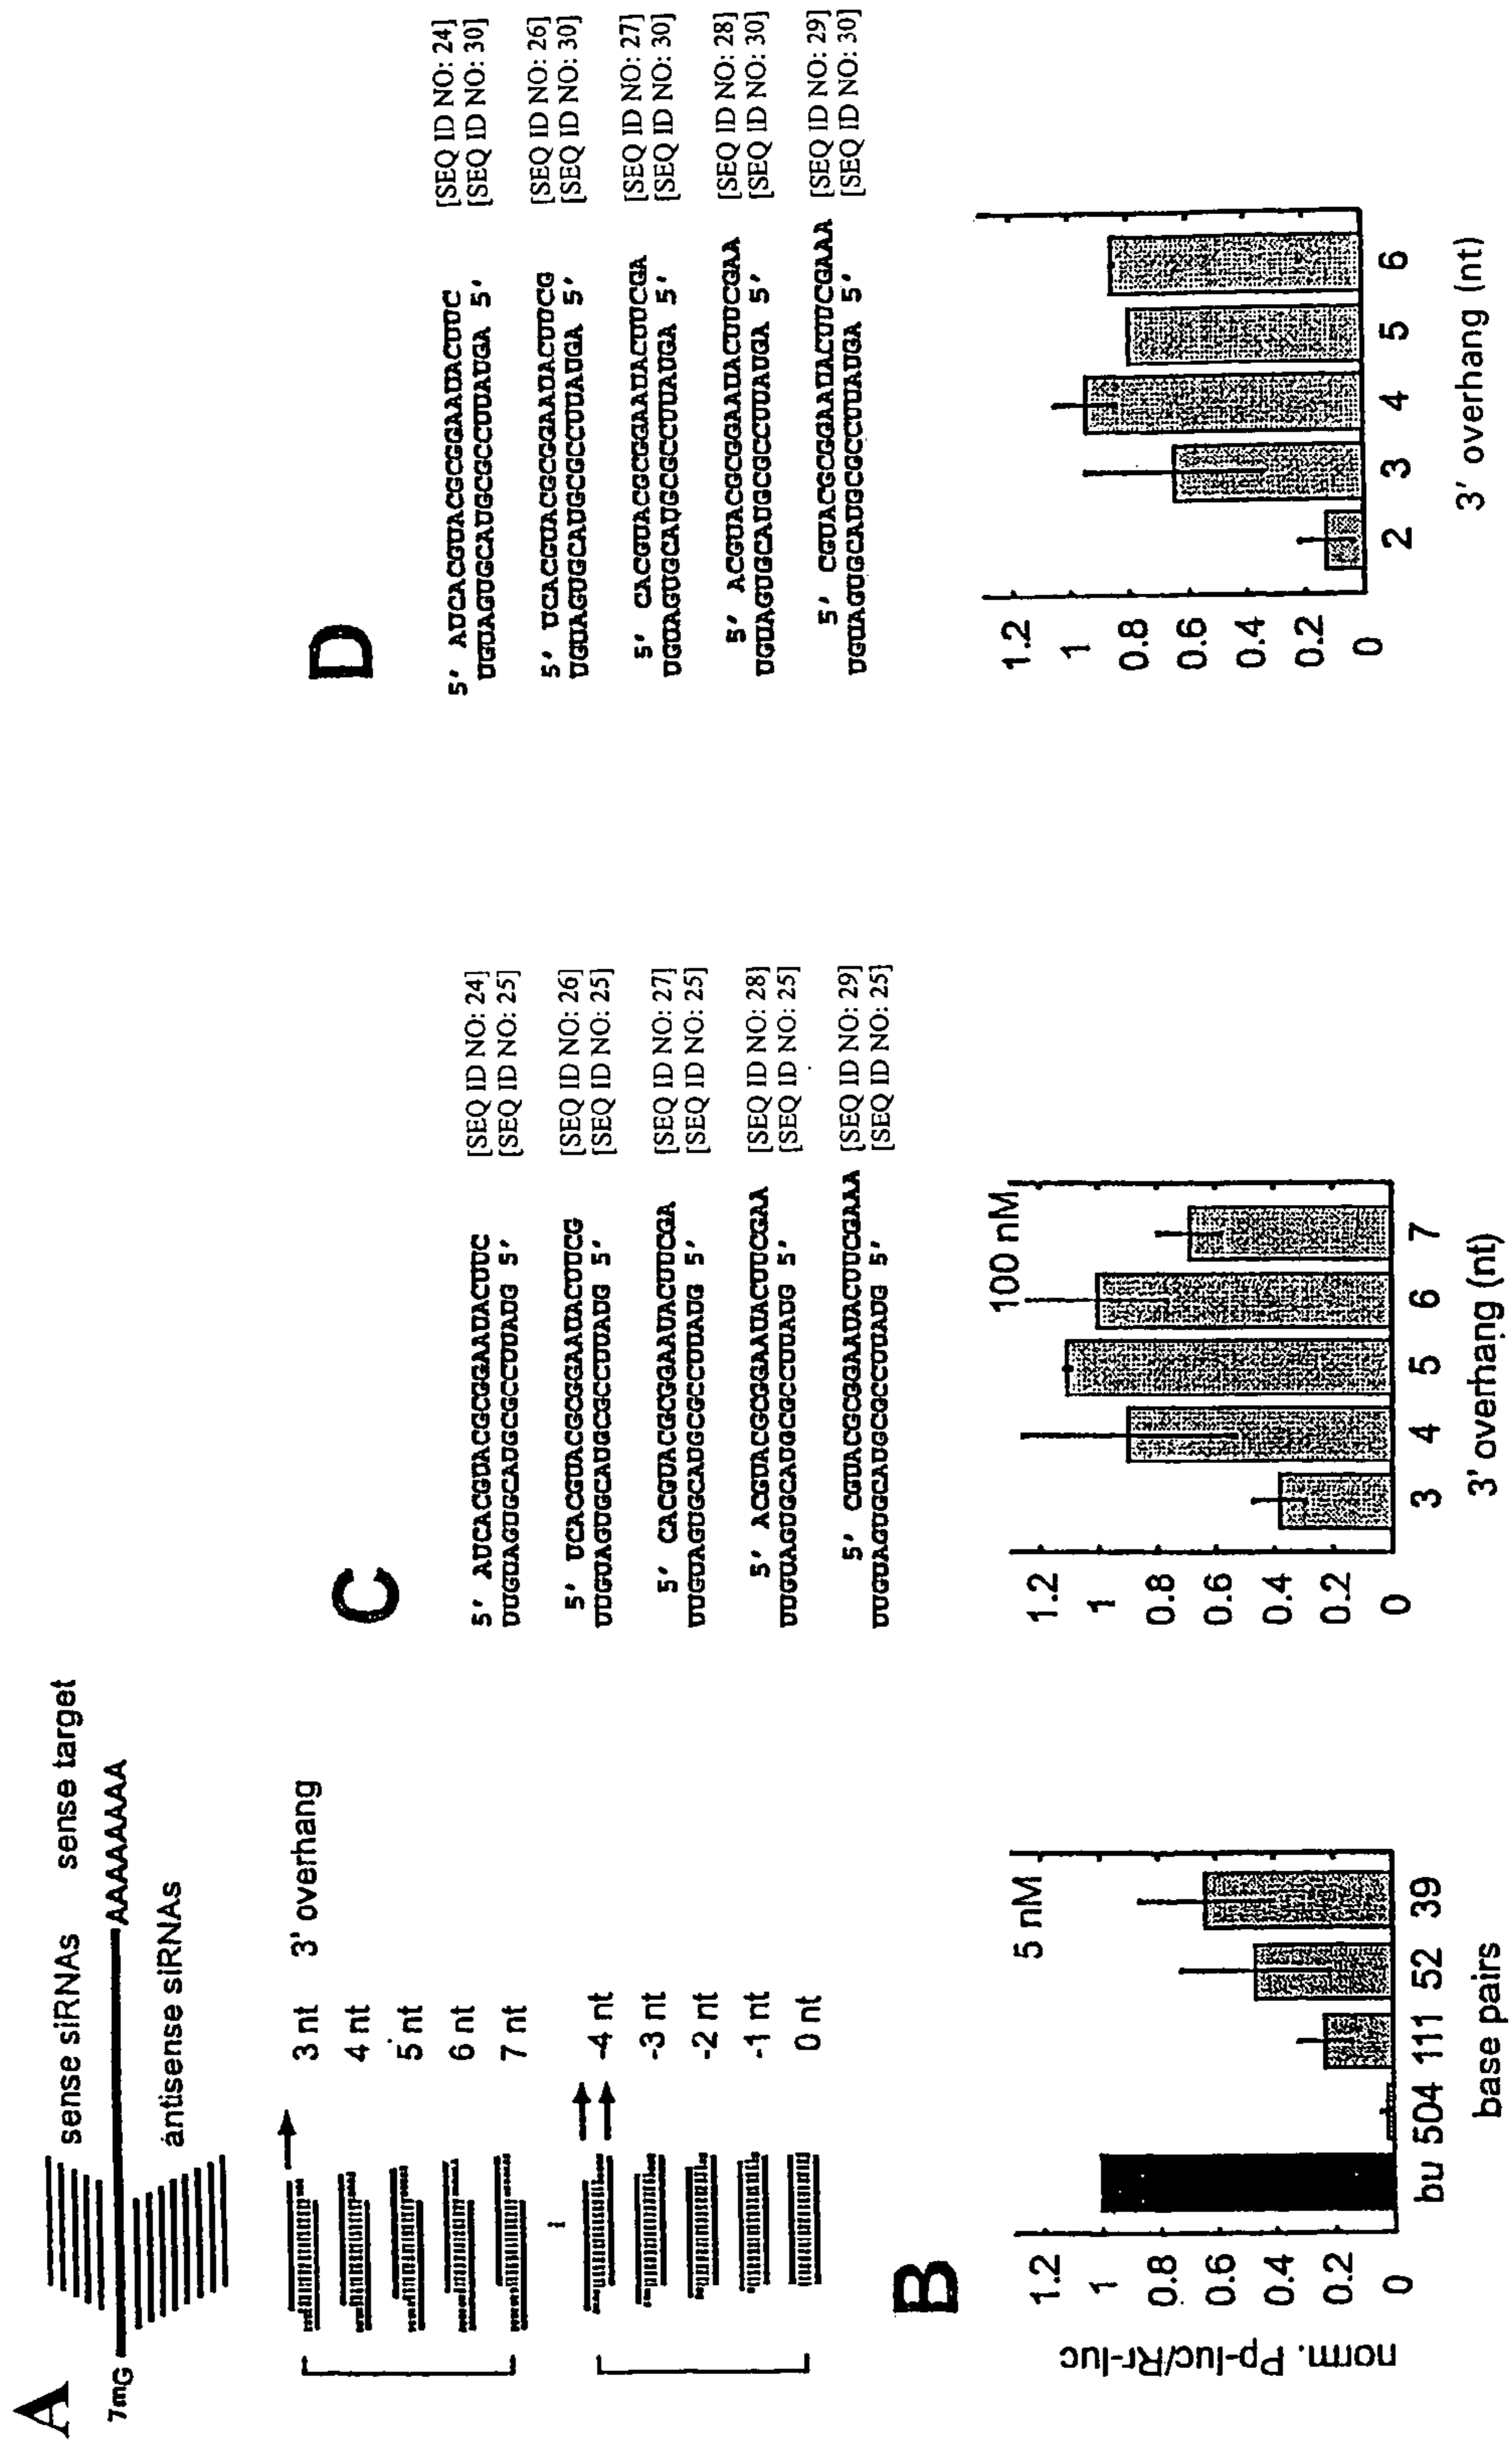 A
sense siRNAs sense target
7mG
AAAAAAA
antisense siRNAs
3' overhang
3 nt
4 nt
5 nt
6 nt
7 nt
-4 nt
-3 nt
-2 nt
-1 nt
0 nt
B
norm. Pp-luc/Rr-luc
1.2
1
0.8
0.6
0.4
0.2
0
5 nM
bu 504 111 52 39
base pairs
C
5' AUCACGUACGCGGAAUACUUC [SEQ ID NO: 24]
UUGUAGUGCAUGCGCCUUAUG 5' [SEQ ID NO: 25]
5' UCACGUACGCGGAAUACUUCG [SEQ ID NO: 26]
UUGUAGUGCAUGCGCCUUAUG 5' [SEQ ID NO: 25]
5' CACGUACGCGGAAUACUUCGA [SEQ ID NO: 27]
UUGUAGUGCAUGCGCCUUAUG 5' [SEQ ID NO: 25]
5' ACGUACGCGGAAUACUUCGAA [SEQ ID NO: 28]
UUGUAGUGCAUGCGCCUUAUG 5' [SEQ ID NO: 25]
5' CGUACGCGGAAUACUUCGAAA [SEQ ID NO: 29]
UUGUAGUGCAUGCGCCUUAUG 5' [SEQ ID NO: 25]
1.2
1
0.8
0.6
0.4
0.2
0
100 nM
3 4 5 6 7
3' overhang (nt)
D
5' AUCACGUACGCGGAAUACUUC [SEQ ID NO: 24]
UGUAGUGCAUGCGCCUUAUGA 5' [SEQ ID NO: 30]
5' UCACGUACGCGGAAUACUUCG [SEQ ID NO: 26]
UGUAGUGCAUGCGCCUUAUGA 5' [SEQ ID NO: 30]
5' CACGUACGCGGAAUACUUCGA [SEQ ID NO: 27]
UGUAGUGCAUGCGCCUUAUGA 5' [SEQ ID NO: 30]
5' ACGUACGCGGAAUACUUCGAA [SEQ ID NO: 28]
UGUAGUGCAUGCGCCUUAUGA 5' [SEQ ID NO: 30]
5' CGUACGCGGAAUACUUCGAAA [SEQ ID NO: 29]
UGUAGUGCAUGCGCCUUAUGA 5' [SEQ ID NO: 30]
1.2
1
0.8
0.6
0.4
0.2
0
2 3 4 5 6
3' overhang (nt)